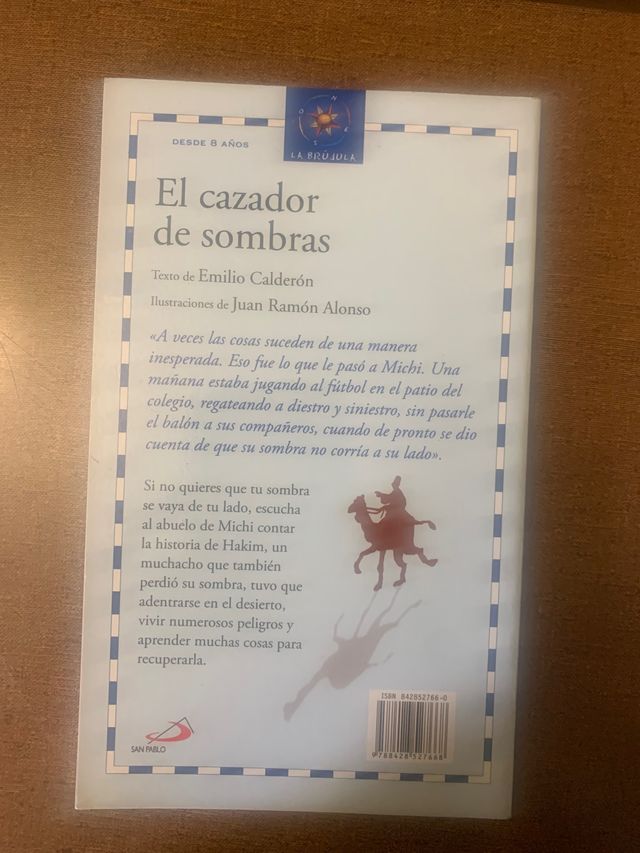 N
O E
S
LA BRÚJULA
DESDE 8 AÑOS
El cazador
de sombras
Texto de Emilio Calderón
Ilustraciones de Juan Ramón Alonso
«A veces las cosas suceden de una manera
inesperada. Eso fue lo que le pasó a Michi. Una
mañana estaba jugando al fútbol en el patio del
colegio, regateando a diestro y siniestro, sin pasarle
el balón a sus compañeros, cuando de pronto se dio
cuenta de que su sombra no corría a su lado».
Si no quieres que tu sombra
se vaya de tu lado, escucha
al abuelo de Michi contar
la historia de Hakim, un
muchacho que también
perdió su sombra, tuvo que
adentrarse en el desierto,
vivir numerosos peligros y
aprender muchas cosas para
recuperarla.
SAN PABLO
ISBN 842852766-0
9 788428 527668